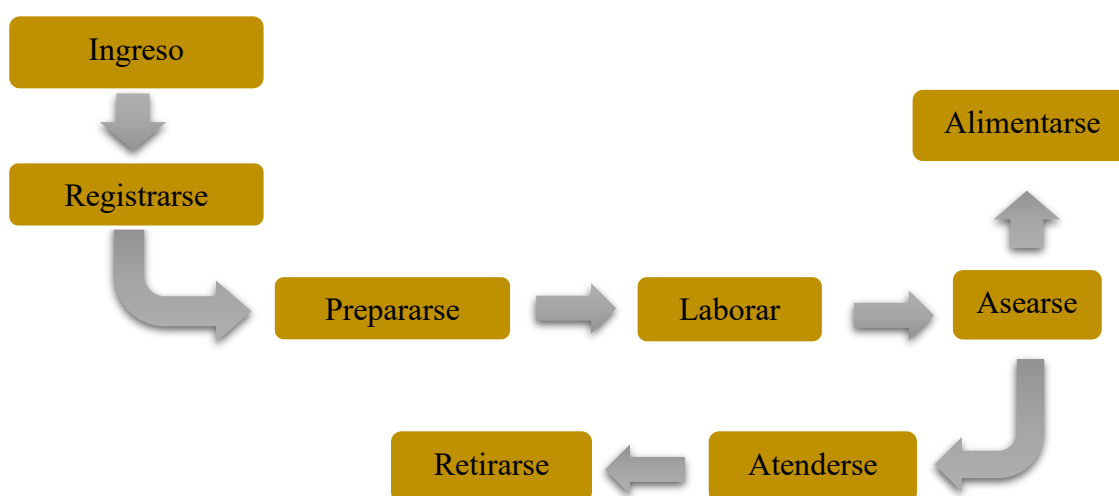 Ingreso
Alimentarse
Registrarse
Prepararse
Laborar
Asearse
Retirarse
Atenderse